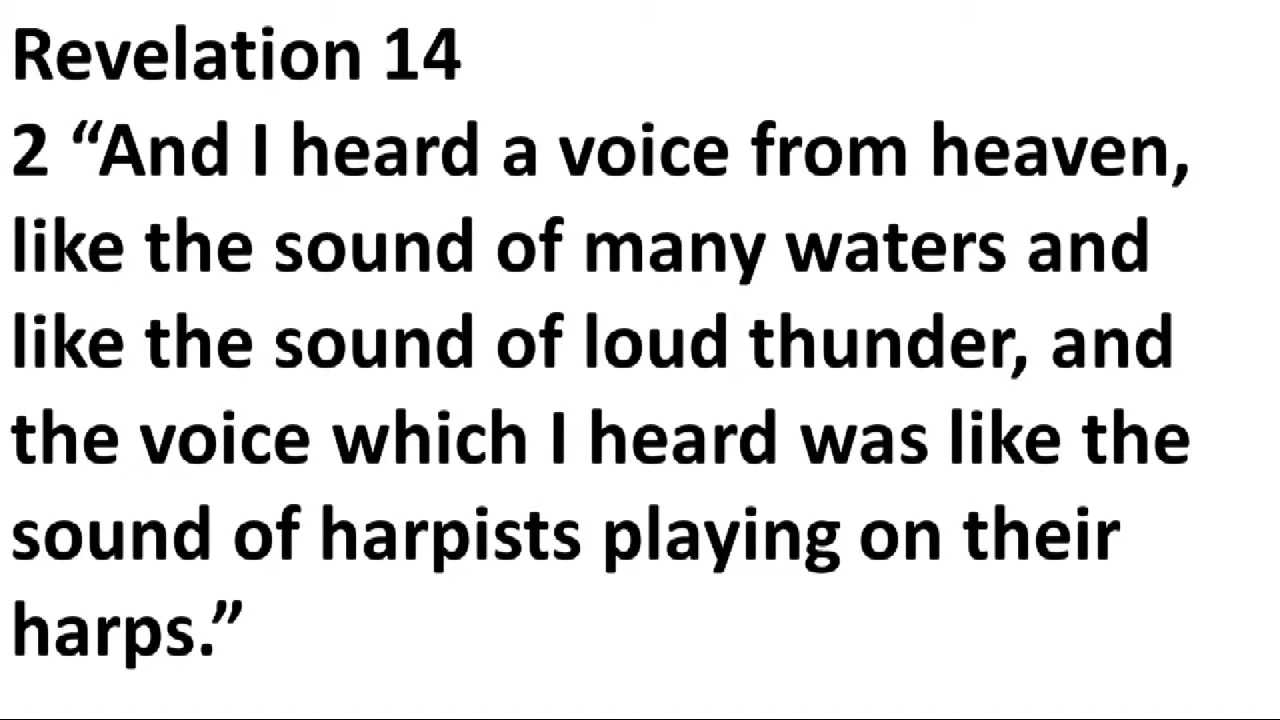 Revelation 14
2 “And I heard a voice from heaven,
like the sound of many waters and
like the sound of loud thunder, and
the voice which I heard was like the
sound of harpists playing on their
harps.”